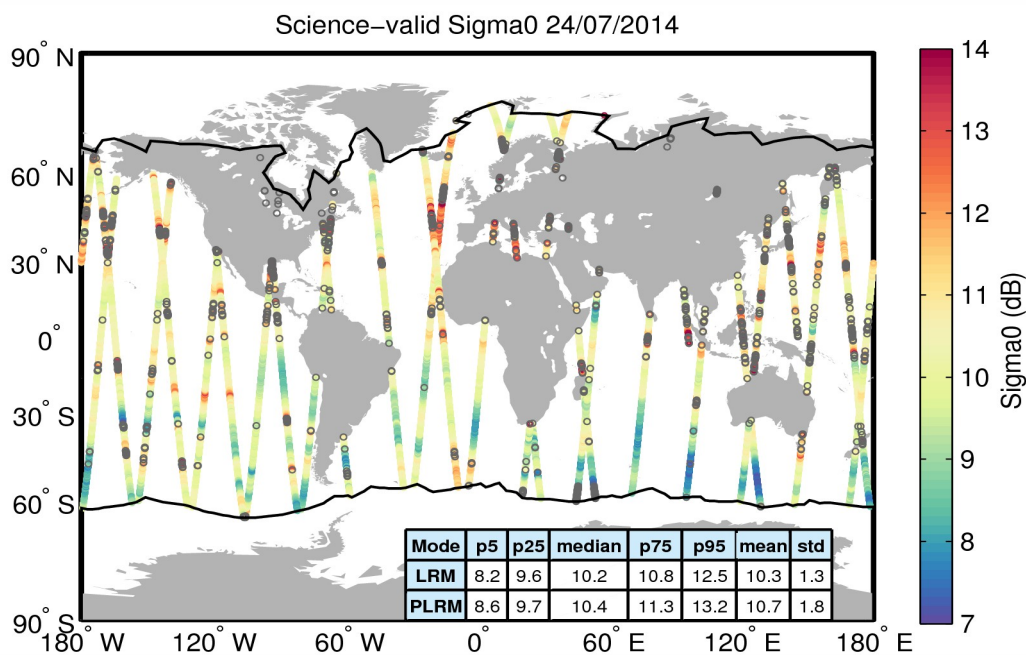 Science−valid Sigma0 24/07/2014
90° N
60° N
30° N
0°
30° S
60° S
90° S
180° W 120° W 60° W 0° 60° E 120° E 180° E
Mode p5 p25 median p75 p95 mean std
LRM 8.2 9.6 10.2 10.8 12.5 10.3 1.3
PLRM 8.6 9.7 10.4 11.3 13.2 10.7 1.8
14
13
12
11
10
9
8
7
Sigma0 (dB)